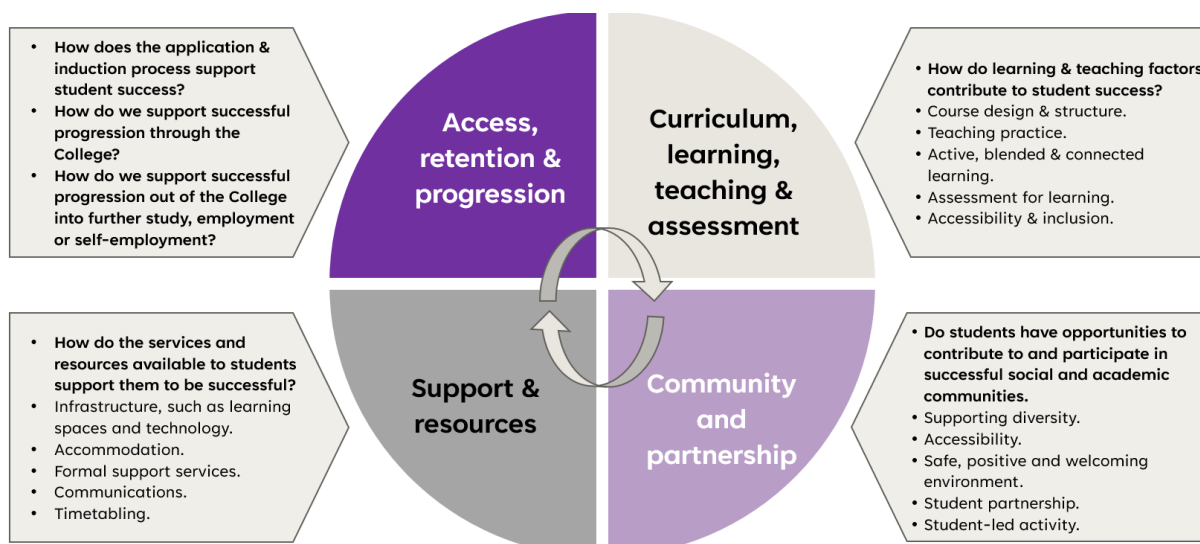 • How does the application &
induction process support
student success?
• How do we support successful
progression through the
College?
• How do we support successful
progression out of the College
into further study, employment
or self-employment?
Access,
retention &
progression
Curriculum,
learning,
teaching &
assessment
• How do learning & teaching factors
contribute to student success?
• Course design & structure.
• Teaching practice.
• Active, blended & connected
learning.
• Assessment for learning.
• Accessibility & inclusion.
• How do the services and
resources available to students
support them to be successful?
• Infrastructure, such as learning
spaces and technology.
• Accommodation.
• Formal support services.
• Communications.
• Timetabling.
Support &
resources
Community
and
partnership
• Do students have opportunities to
contribute to and participate in
successful social and academic
communities.
• Supporting diversity.
• Accessibility.
• Safe, positive and welcoming
environment.
• Student partnership.
• Student-led activity.